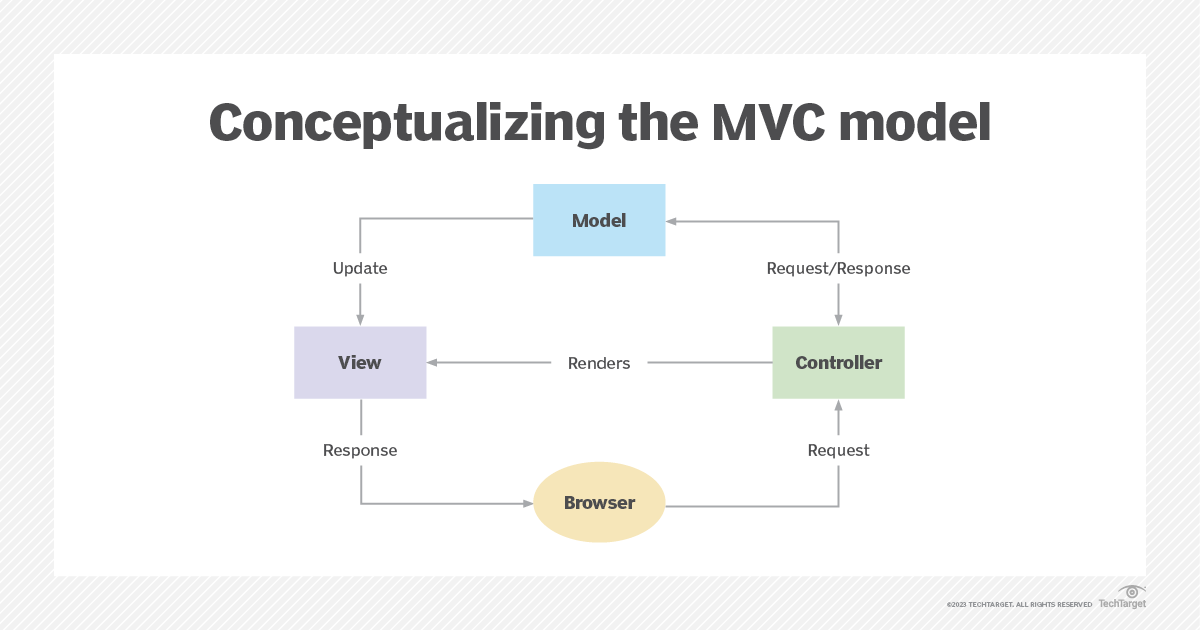 Conceptualizing the MVC model
Model
Update
Request/Response
View
Renders
Controller
Response
Request
Browser
©2023 TECHTARGET. ALL RIGHTS RESERVED
TechTarget